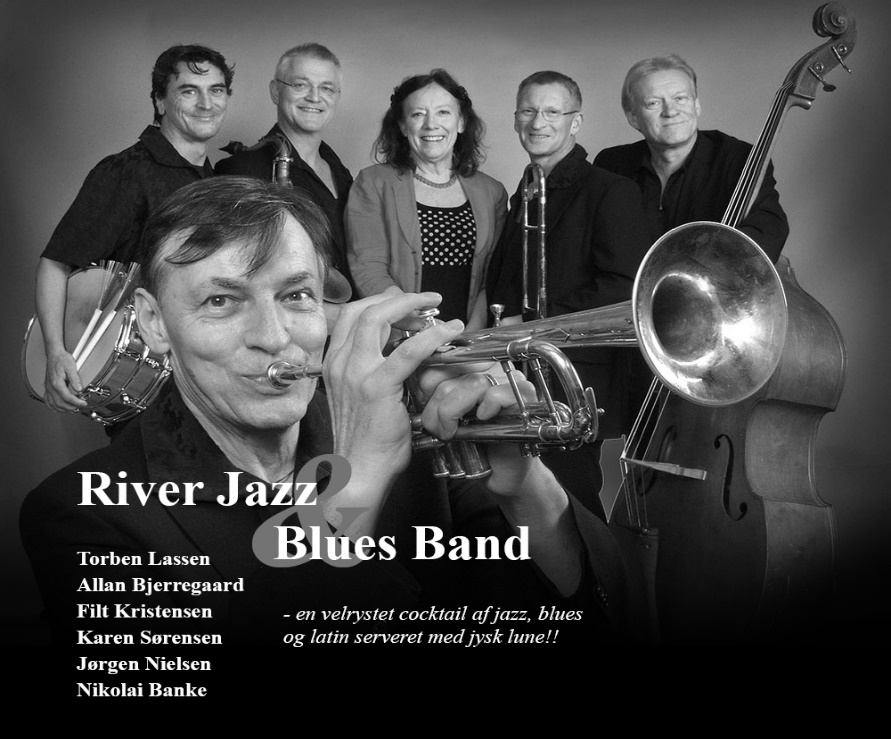 River Jazz
&
Blues Band
Torben Lassen
Allan Bjerregaard
Filt Kristensen
Karen Sørensen
Jørgen Nielsen
Nikolai Banke
- en velrystet cocktail af jazz, blues
og latin serveret med jysk lune!!